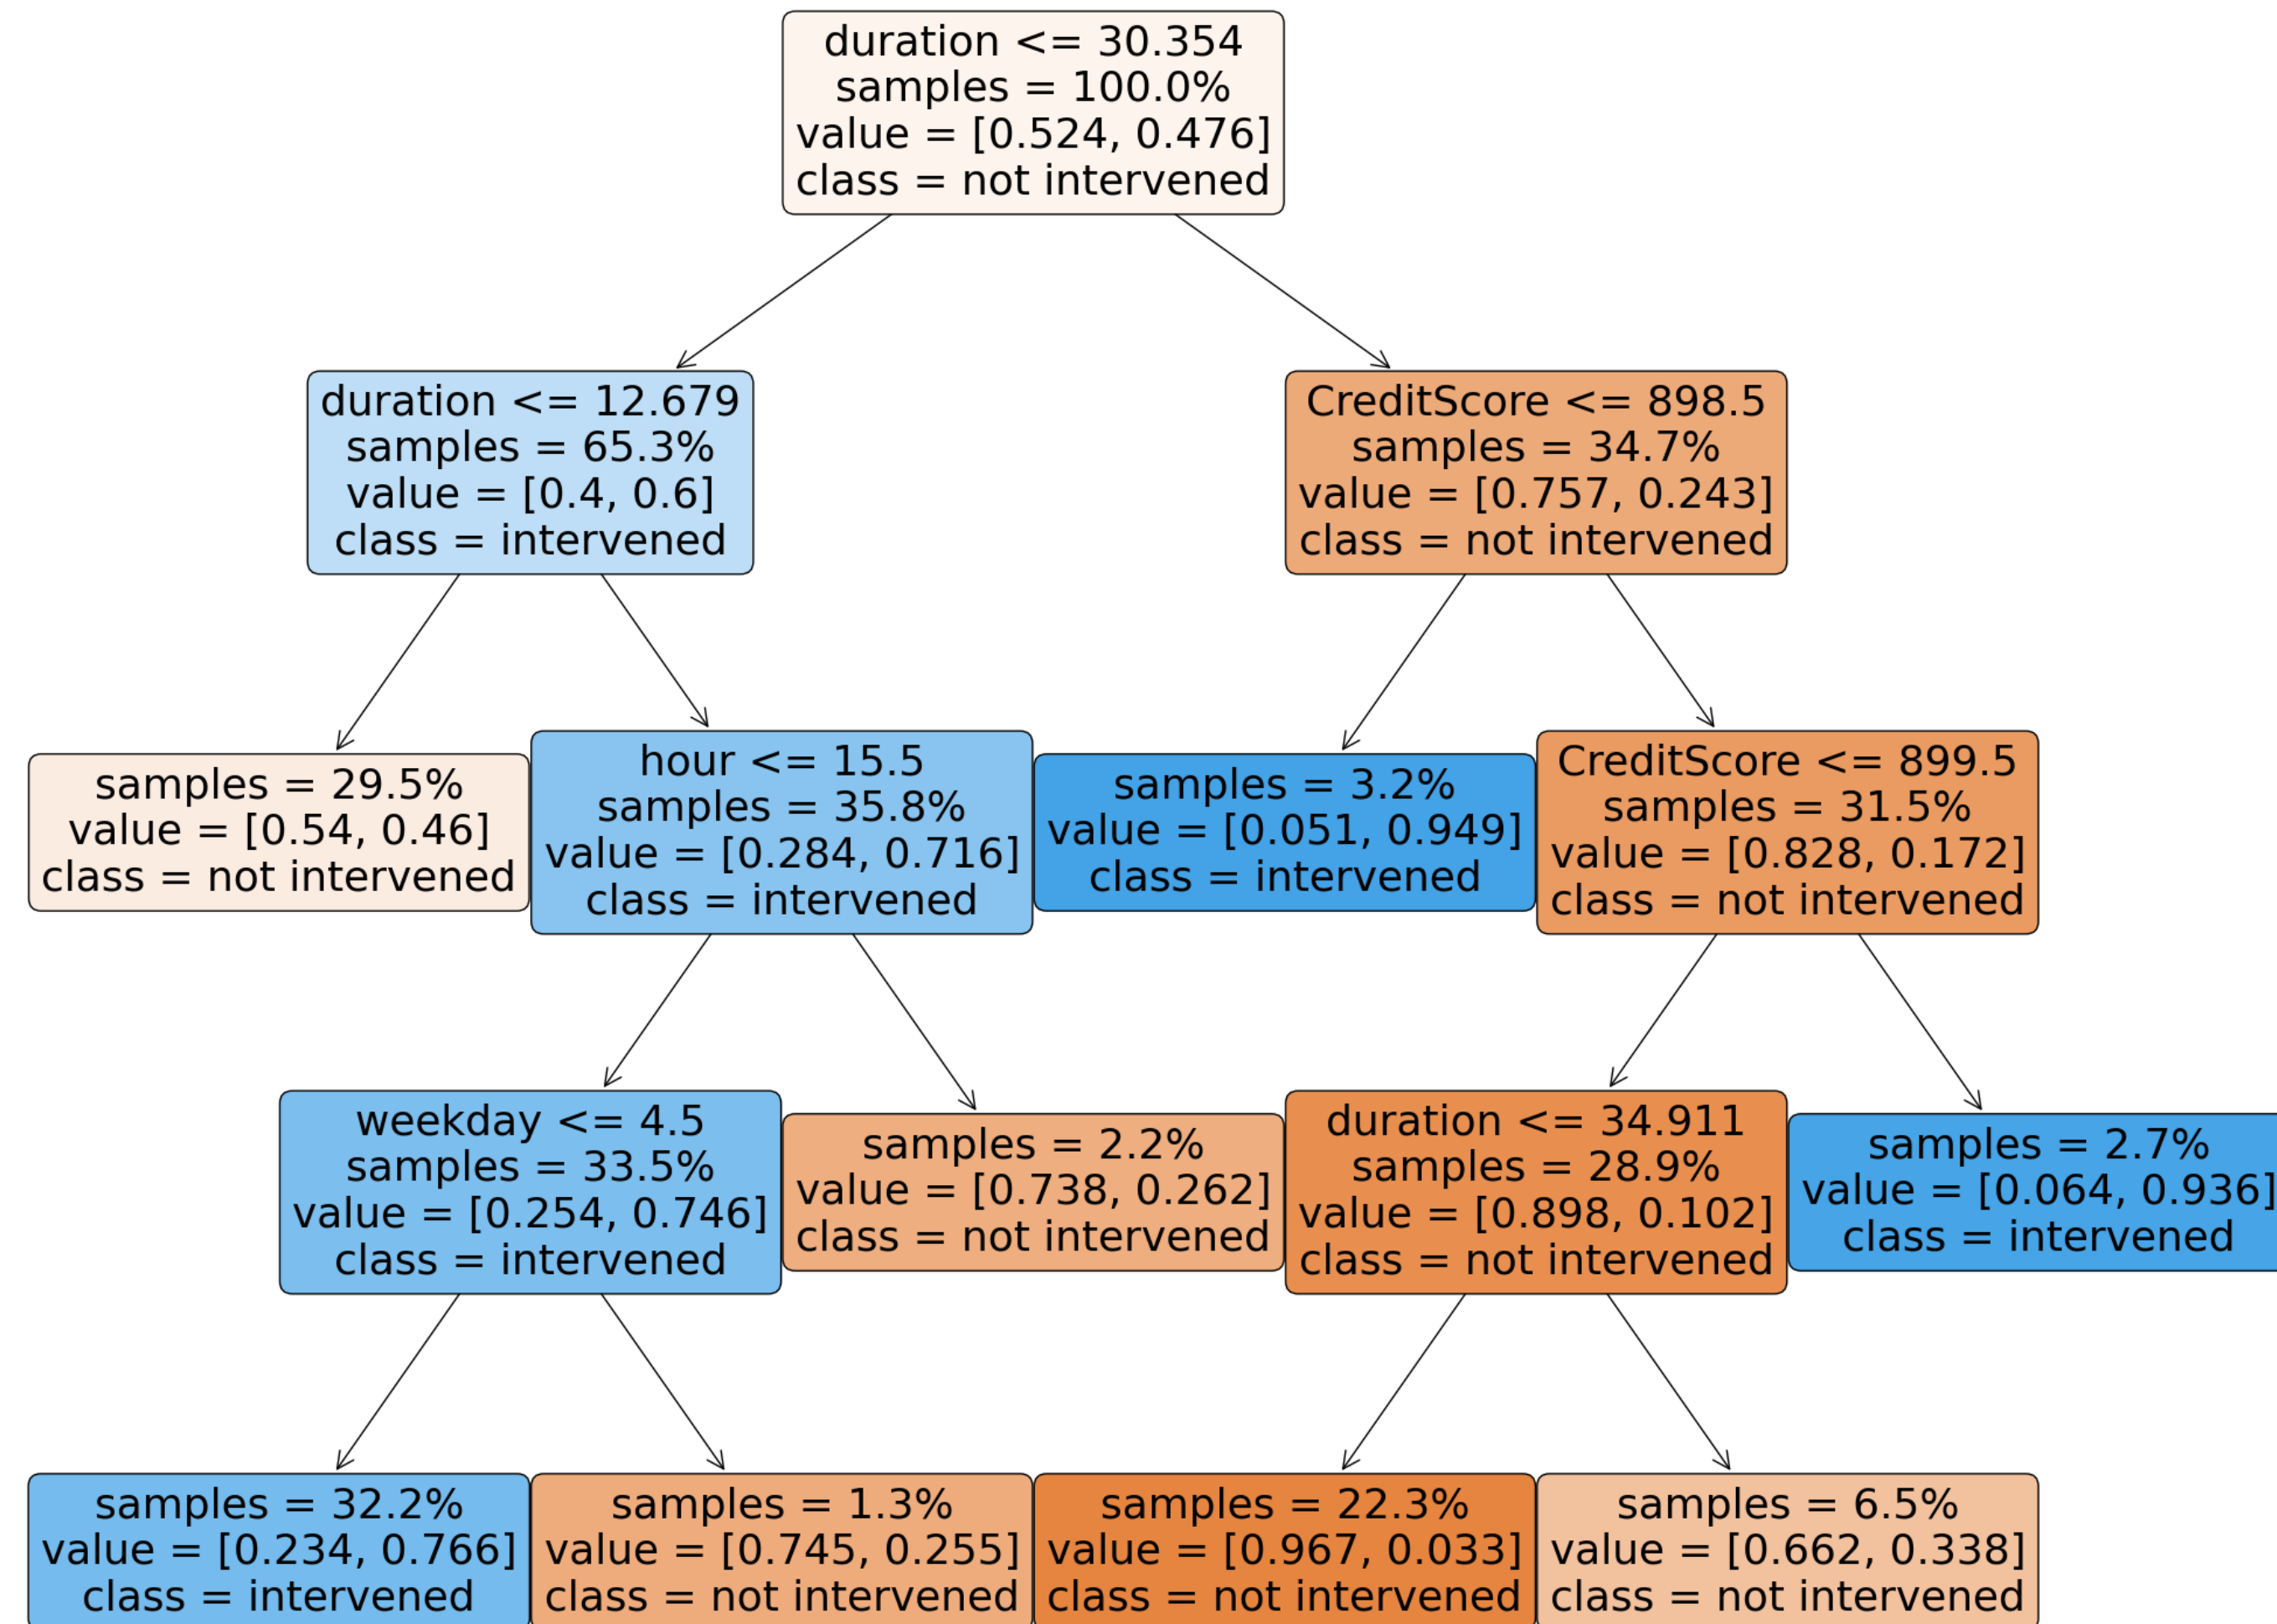 duration <= 30.354
samples = 100.0%
value = [0.524, 0.476]
class = not intervened
duration <= 12.679
samples = 65.3%
value = [0.4, 0.6]
class = intervened
CreditScore <= 898.5
samples = 34.7%
value = [0.757, 0.243]
class = not intervened
samples = 29.5%
value = [0.54, 0.46]
class = not intervened
hour <= 15.5
samples = 35.8%
value = [0.284, 0.716]
class = intervened
samples = 3.2%
value = [0.051, 0.949]
class = intervened
CreditScore <= 899.5
samples = 31.5%
value = [0.828, 0.172]
class = not intervened
weekday <= 4.5
samples = 33.5%
value = [0.254, 0.746]
class = intervened
samples = 2.2%
value = [0.738, 0.262]
class = not intervened
duration <= 34.911
samples = 28.9%
value = [0.898, 0.102]
class = not intervened
samples = 2.7%
value = [0.064, 0.936]
class = intervened
samples = 32.2%
value = [0.234, 0.766]
class = intervened
samples = 1.3%
value = [0.745, 0.255]
class = not intervened
samples = 22.3%
value = [0.967, 0.033]
class = not intervened
samples = 6.5%
value = [0.662, 0.338]
class = not intervened